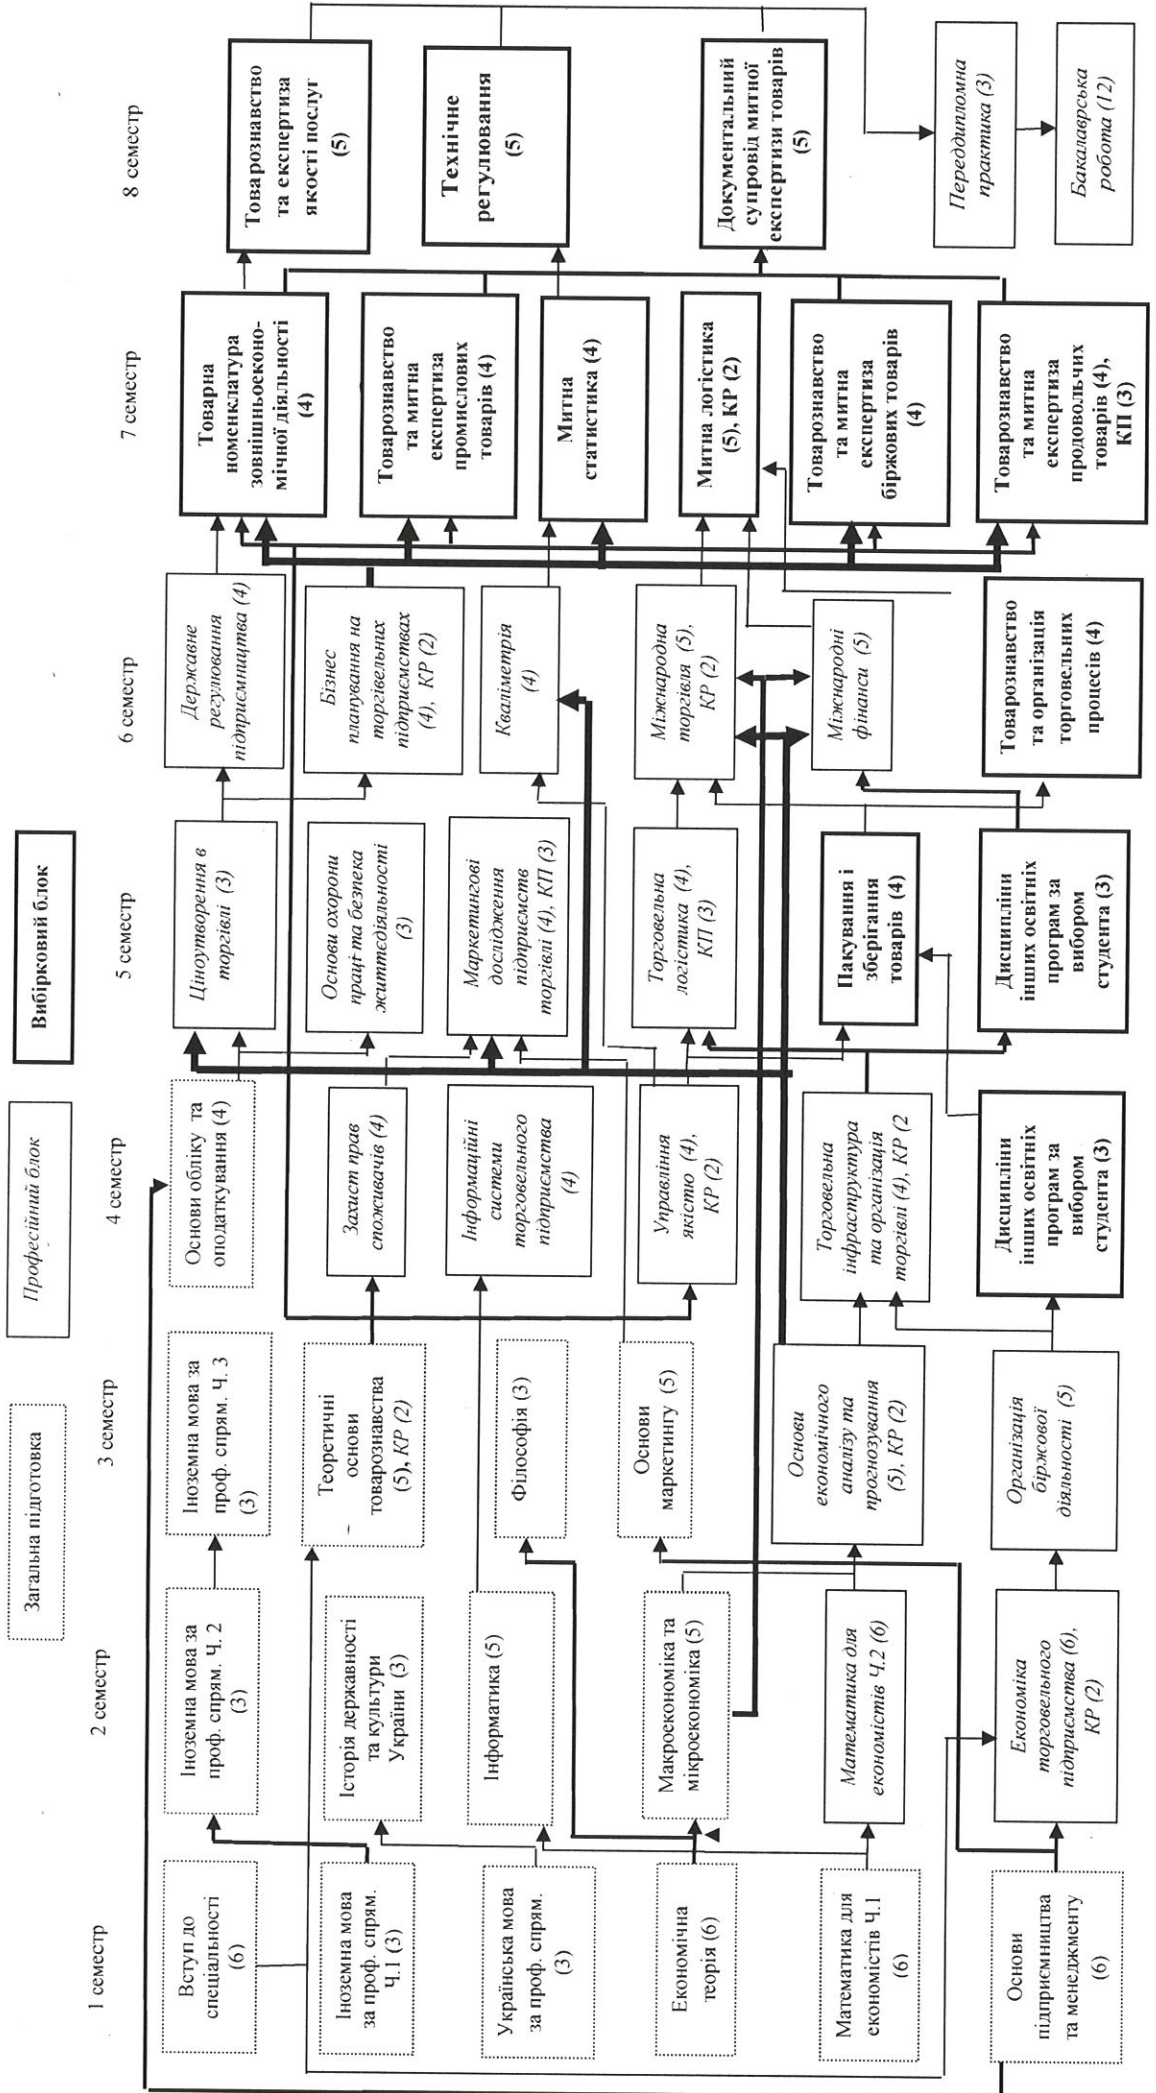 Загальна підготовка
Професійний блок
Вибірковий блок
1 семестр
2 семестр
3 семестр
4 семестр
5 семестр
6 семестр
7 семестр
8 семестр
Вступ до
спеціальності
(6)
Іноземна мова
за проф. спрям.
Ч.1 (3)
Українська мова
за проф. спрям.
(3)
Економічна
теорія (6)
Математика для
економістів Ч.1
(6)
Основи
підприємництва
та менеджменту
(6)
Іноземна мова за
проф. спрям. Ч. 2
(3)
Історія державності
та культури
України (3)
Інформатика (5)
Макроекономіка та
мікроекономіка (5)
Математика для
економістів Ч.2 (6)
Економіка
торговельного
підприємства (6),
КР (2)
Іноземна мова за
проф. спрям. Ч. 3
(3)
Теоретичні
основи
товарознавства
(5), КР (2)
Філософія (3)
Основи
маркетингу (5)
Основи
економічного
аналізу та
прогнозування
(5), КР (2)
Організація
біржової
діяльності (5)
Основи обліку та
оподаткування (4)
Захист прав
споживачів (4)
Інформаційні
системи
торговельного
підприємства
(4)
Управління
якістю (4),
КР (2)
Торговельна
інфраструктура
та організація
торгівлі (4), КР (2
Дисципліни
інших освітніх
програм за
вибором
студента (3)
Ціноутворення в
торгівлі (3)
Основи охорони
праці та безпека
життєдіяльності
(3)
Маркетингові
дослідження
підприємств
торгівлі (4), КП (3)
Торговельна
логістика (4),
КП (3)
Пакування і
зберігання
товарів (4)
Дисципліни
інших освітніх
програм за
вибором
студента (3)
Державне
регулювання
підприємництва (4)
Бізнес
планування на
торгівельних
підприємствах
(4), КР (2)
Кваліметрія
(4)
Міжнародна
торгівля (5),
КР (2)
Міжнародні
фінанси (5)
Товарознавство
та організація
торговельних
процесів (4)
Товарна
номенклатура
зовнішньоеконо-
мічної діяльності
(4)
Товарознавство
та митна
експертиза
промислових
товарів (4)
Митна
статистика (4)
Митна логістика
(5), КР (2)
Товарознавство
та митна
експертиза
біржових товарів
(4)
Товарознавство
та митна
експертиза
продовольчих
товарів (4),
КП (3)
Товарознавство
та експертиза
якості послуг
(5)
Технічне
регулювання
(5)
Документальний
супровід митної
експертизи товарів
(5)
Переддипломна
практика (3)
Бакалаврська
робота (12)